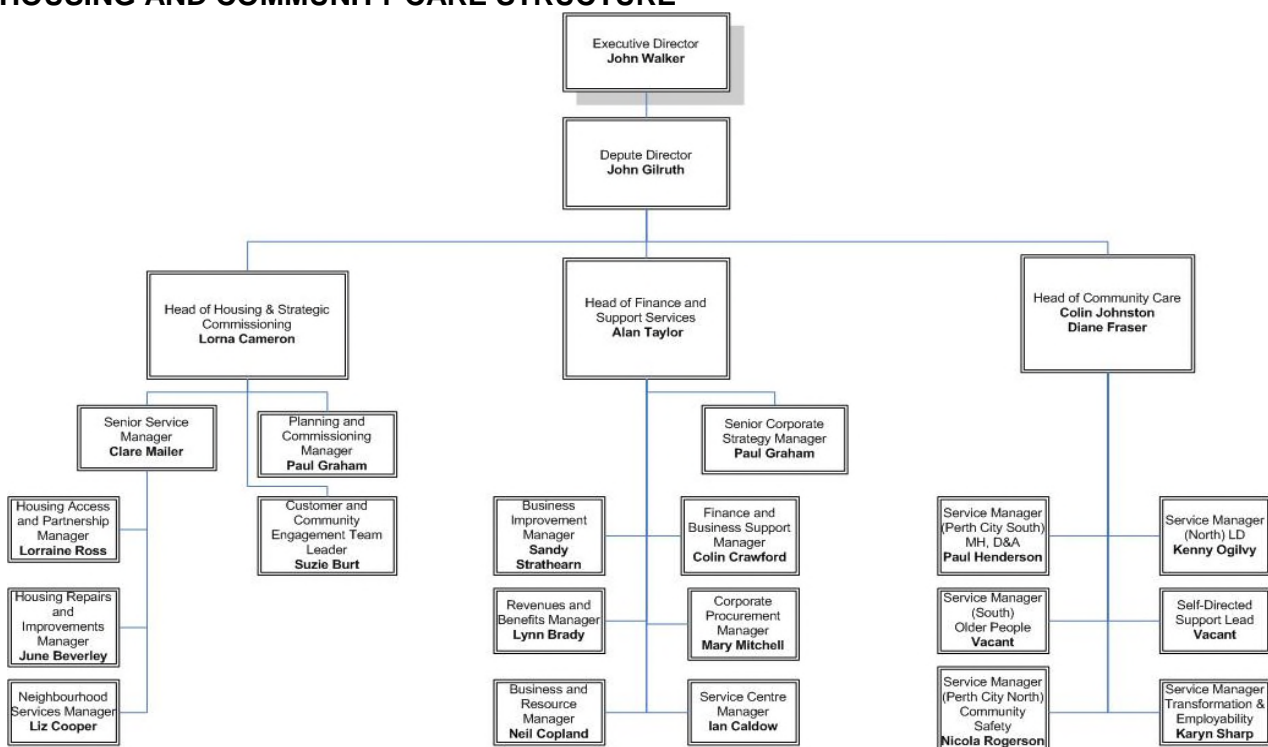 HOUSING AND COMMUNITY CARE STRUCTURE
Executive Director
John Walker
Depute Director
John Gilruth
Head of Housing & Strategic
Commissioning
Lorna Cameron
Head of Finance and
Support Services
Alan Taylor
Head of Community Care
Colin Johnston
Diane Fraser
Senior Service
Manager
Clare Mailer
Planning and
Commissioning
Manager
Paul Graham
Senior Corporate
Strategy Manager
Paul Graham
Housing Access
and Partnership
Manager
Lorraine Ross
Customer and
Community
Engagement Team
Leader
Suzie Burt
Business
Improvement
Manager
Sandy
Strathearn
Finance and
Business Support
Manager
Colin Crawford
Service Manager
(Perth City South)
MH, D&A
Paul Henderson
Service Manager
(North) LD
Kenny Ogilvy
Housing Repairs
and
Improvements
Manager
June Beverley
Revenues and
Benefits Manager
Lynn Brady
Corporate
Procurement
Manager
Mary Mitchell
Service Manager
(South)
Older People
Vacant
Self-Directed
Support Lead
Vacant
Neighbourhood
Services Manager
Liz Cooper
Business and
Resource
Manager
Neil Copland
Service Centre
Manager
Ian Caldow
Service Manager
(Perth City North)
Community
Safety
Nicola Rogerson
Service Manager
Transformation &
Employability
Karyn Sharp